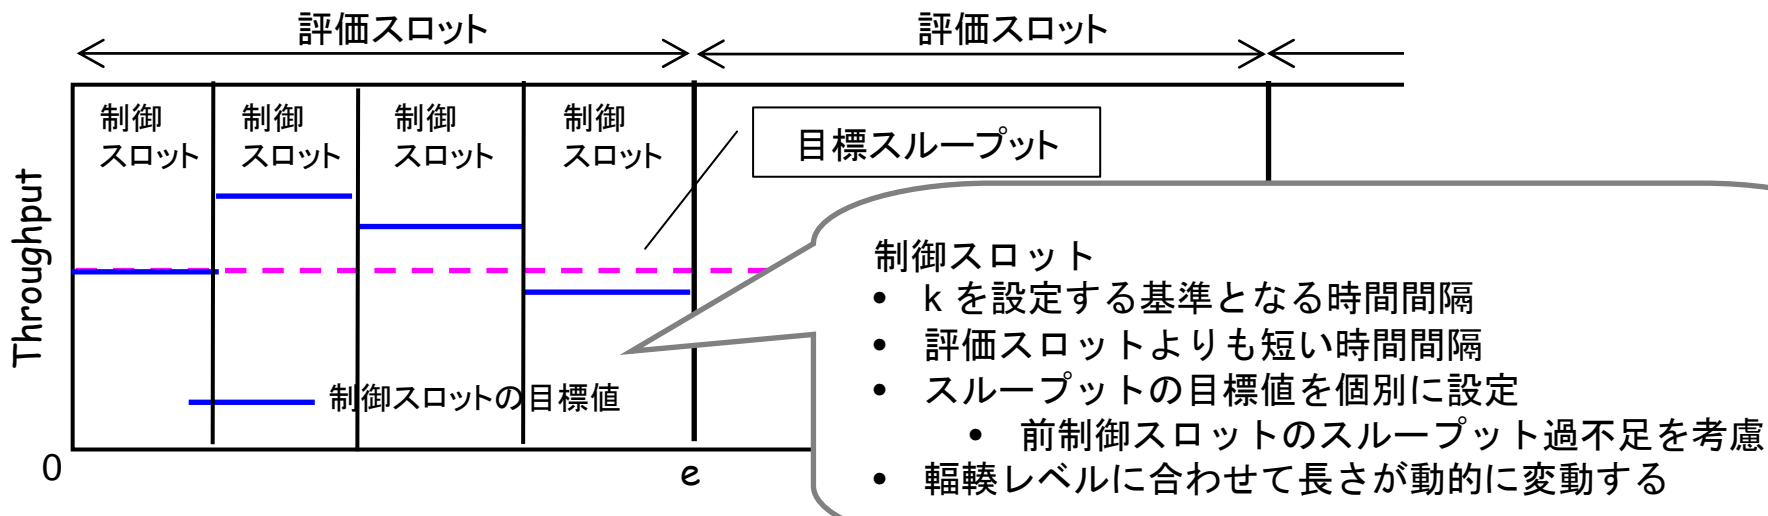 評価スロット
評価スロット
制御
スロット
制御
スロット
制御
スロット
制御
スロット
目標スループット
Throughput
制御スロットの目標値
0
e
制御スロット
• k を設定する基準となる時間間隔
• 評価スロットよりも短い時間間隔
• スループットの目標値を個別に設定
• 前制御スロットのスループット過不足を考慮
• 輻輳レベルに合わせて長さが動的に変動する